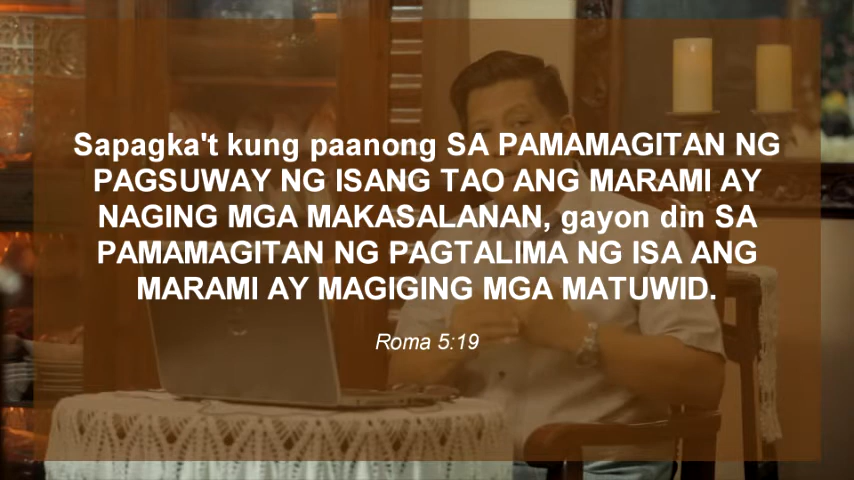 Sapagka't kung paanong SA PAMAMAGITAN NG
PAGSUWAY NG ISANG TAO ANG MARAMI AY
NAGING MGA MAKASALANAN, gayon din SA
PAMAMAGITAN NG PAGTALIMA NG ISA ANG
MARAMI AY MAGIGING MGA MATUWID.
Roma 5:19